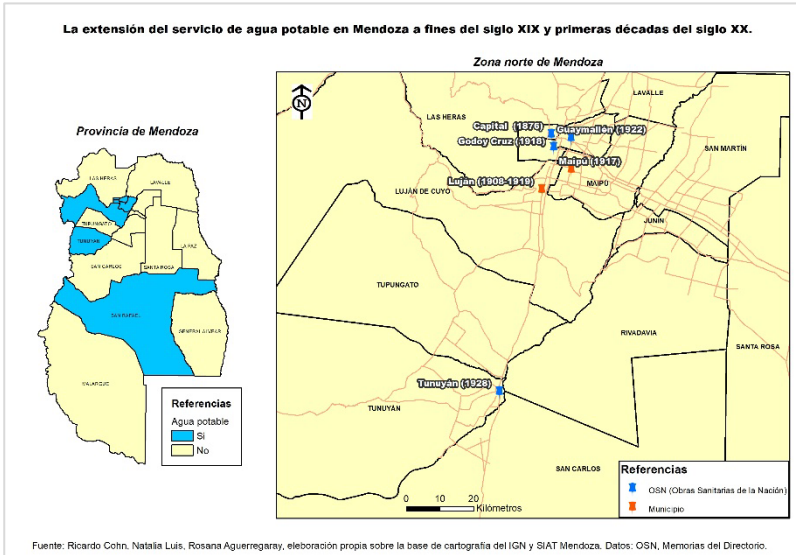 La extensión del servicio de agua potable en Mendoza a fines del siglo XIX y primeras décadas del siglo XX.
Zona norte de Mendoza
Provincia de Mendoza
LAS HERAS
LAVALLE
TUPUNGATO
TUNUYÁN
LA PAZ
SAN CARLOS
SANTA ROSA
SAN RAFAEL
GENERAL ALVEAR
MALARGUE
Referencias
Agua potable
Si
No
N
LAVALLE
LAS HERAS
Capital (1876)
Guaymallén (1922)
Godoy Cruz (1918)
SAN MARTÍN
Maipú (1917)
Luján (1908-1919)
MAIPÚ
LUJÁN DE CUYO
JUNÍN
TUPUNGATO
RIVADAVIA
SANTA ROSA
Tunuyán (1928)
TUNUYÁN
SAN CARLOS
0 10 20
Kilómetros
Referencias
OSN (Obras Sanitarias de la Nación)
Municipio
Fuente: Ricardo Cohn, Natalia Luis, Rosana Aguerregaray, elaboración propia sobre la base de cartografía del IGN y SIAT Mendoza. Datos: OSN, Memorias del Directorio.